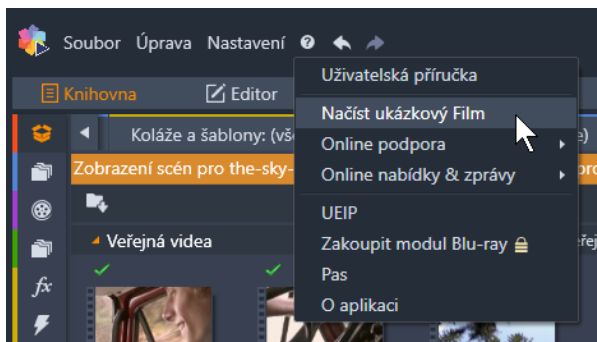 Soubor Úprava Nastavení ?
Uživatelská příručka
Knihovna Editor
Načíst ukázkový Film
Koláže a šablony: (vš
Online podpora
Zobrazení scén pro the-sky-
Online nabídky & zprávy
UEIP
Veřejná videa
Zakoupit modul Blu-ray
Pas
fx
O aplikaci